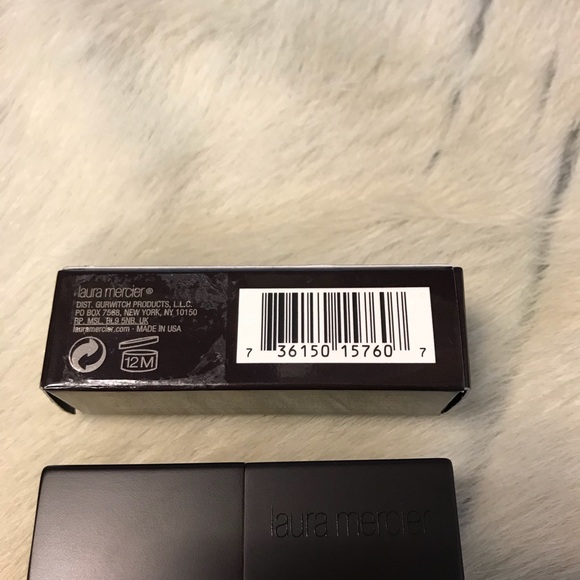 laura mercier®
DIST. GURWITCH PRODUCTS, L.L.C.
PO BOX 7568, NEW YORK, NY 10150
RP. MSL. BL9 5NB, UK
lauramercier.com · MADE IN USA
12M
7 36150 15760 7
laura mercier